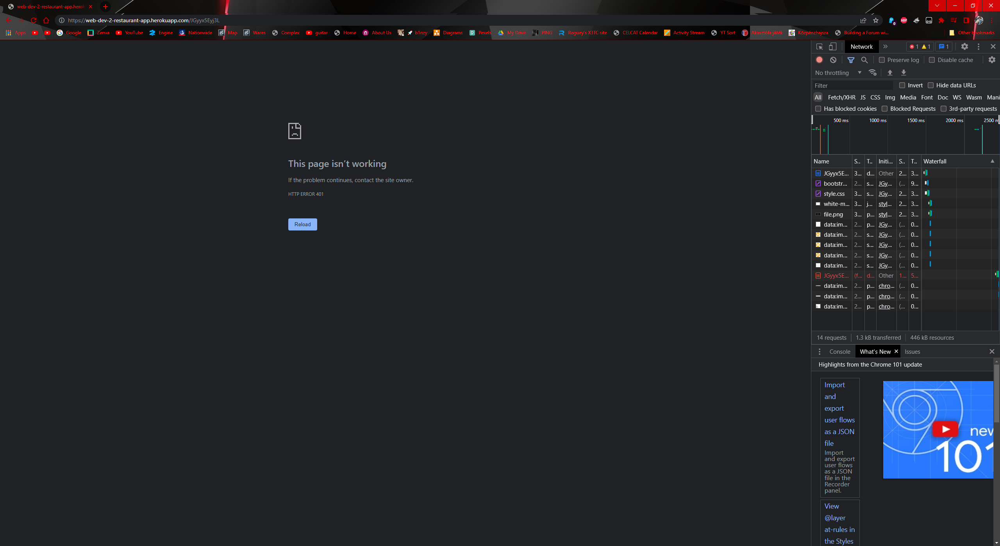 web-dev-2-restaurant-app.herok
https://web-dev-2-restaurant-app.herokuapp.com/JGyyx5Eyj3L
Apps Google Zenva YouTube Engine Nationwide Map Wares Complex guitar Home About Us b1nzy Diagrams Pexels My Drive PING Roguey's X3TC site CELCAT Calendar Activity Stream YT Sort Akasztófa játék Közpénzhajsza Building a Forum wi... Other bookmarks
ABP 0
Network 1 1 1
Preserve log Disable cache
No throttling
Filter Invert Hide data URLs
All Fetch/XHR JS CSS Img Media Font Doc WS Wasm Mani
Has blocked cookies Blocked Requests 3rd-party requests
500 ms 1000 ms 1500 ms 2000 ms 2500 m
Name S.. T.. Initi... S.. T.. Waterfall
JGyyx5E... 3... d... Other 2... 3...
bootstr... 2... s... JGy... (... 9...
style.css 3... s... JGy... 2... 3...
white-m... 3... j... styl... 2... 3...
file.png 3... p... styl... 2... 3...
data:im... 2... p... JGy... (... 0...
data:im... 2... s... JGy... (... 0...
data:im... 2... s... JGy... (... 0...
data:im... 2... s... JGy... (... 0...
data:im... 2... s... JGy... (... 0...
JGyyx5E... (f... d... Other 1... 5...
data:im... 2... p... chro... (... 0...
data:im... 2... p... chro... (... 0...
data:im... 2... p... chro... (... 0...
14 requests 1.3 kB transferred 446 kB resources
Console What's New Issues
Highlights from the Chrome 101 update
Import
and
export
user flows
as a JSON
file
Import
and export
user flows
as a JSON
file in the
Recorder
panel.
new
101
View
@layer
at-rules in
the Styles
This page isn't working
If the problem continues, contact the site owner.
HTTP ERROR 401
Reload